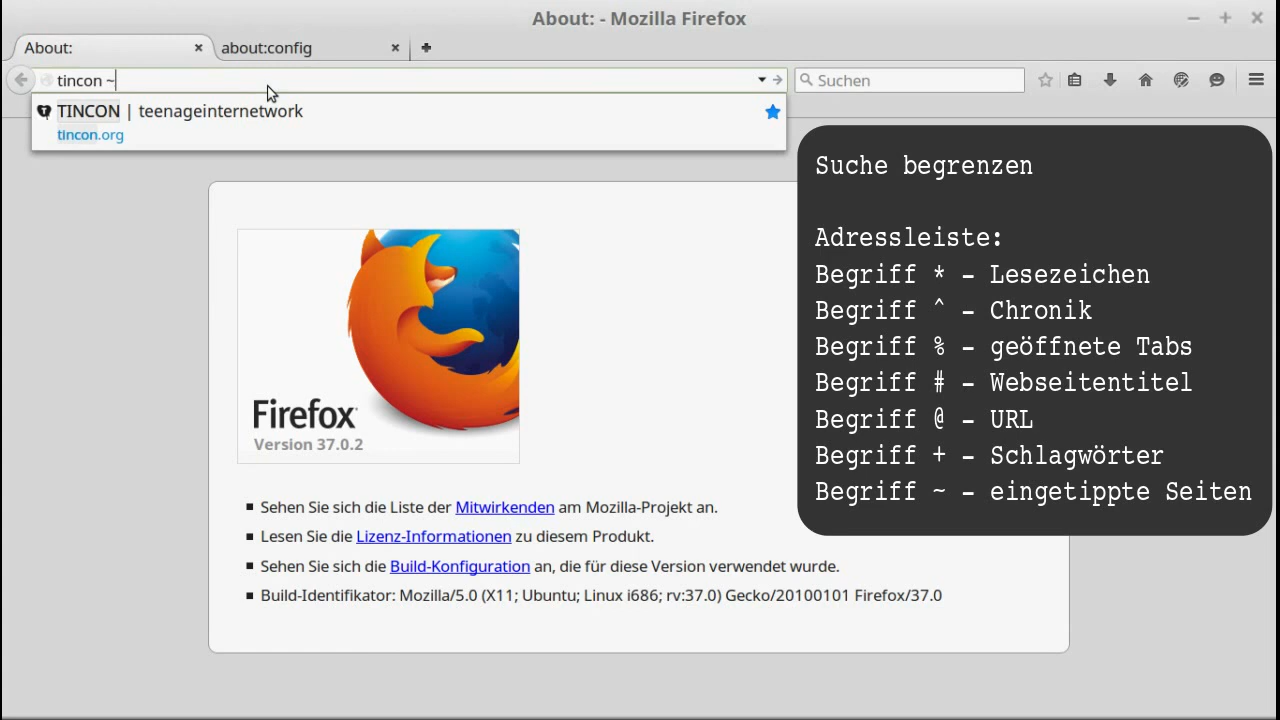 About: - Mozilla Firefox
About:
about:config
tincon ~
Suchen
TINCON | teenageinternetwork
tincon.org
Suche begrenzen
Adressleiste:
Begriff * - Lesezeichen
Begriff ^ - Chronik
Begriff % - geöffnete Tabs
Begriff # - Webseitentitel
Begriff @ - URL
Begriff + - Schlagwörter
Begriff ~ - eingetippte Seiten
Firefox
Version 37.0.2
Sehen Sie sich die Liste der Mitwirkenden am Mozilla-Projekt an.
Lesen Sie die Lizenz-Informationen zu diesem Produkt.
Sehen Sie sich die Build-Konfiguration an, die für diese Version verwendet wurde.
Build-Identifikator: Mozilla/5.0 (X11; Ubuntu; Linux i686; rv:37.0) Gecko/20100101 Firefox/37.0